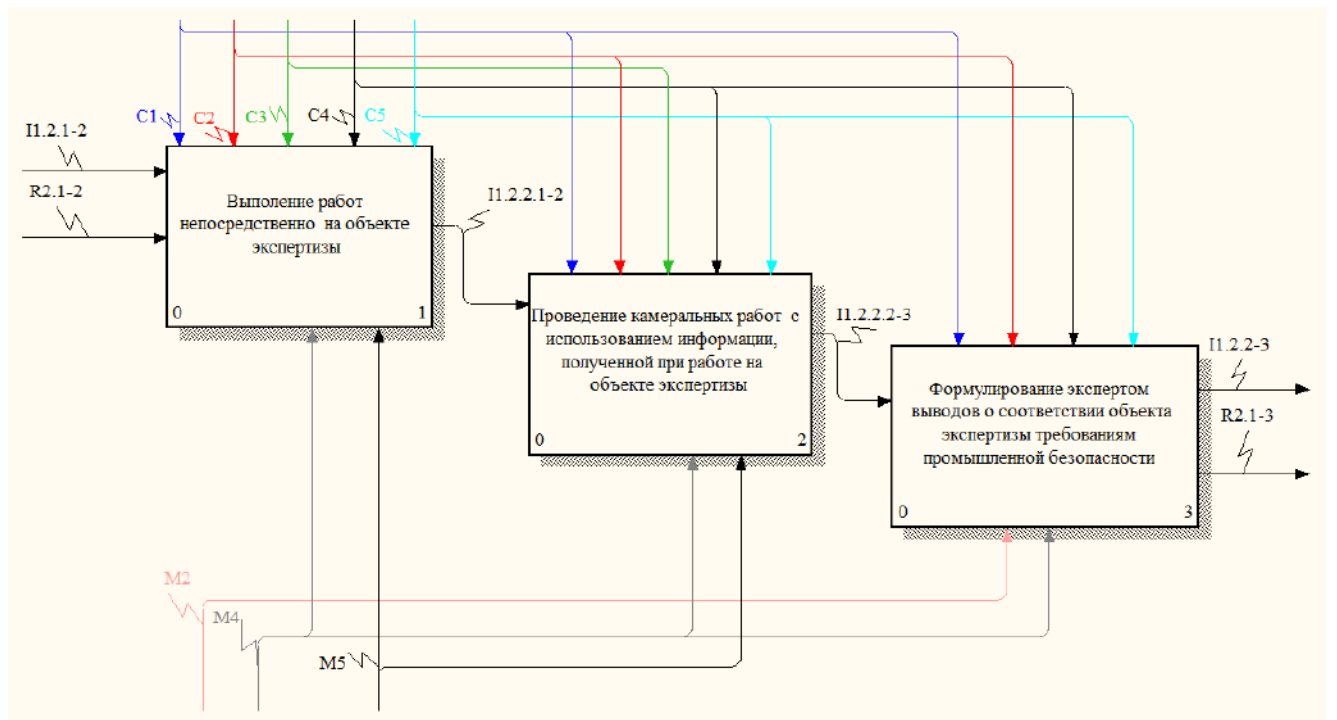 C1
C2
C3
C4
C5
I1.2.1-2
R2.1-2
Выполение работ
непосредственно на объекте
экспертизы
0
1
I1.2.2.1-2
Проведение камеральных работ с
использованием информации,
полученной при работе на
объекте экспертизы
0
2
I1.2.2.2-3
Формулирование экспертом
выводов о соответствии объекта
экспертизы требованиям
промышленной безопасности
0
3
I1.2.2-3
R2.1-3
M2
M4
M5